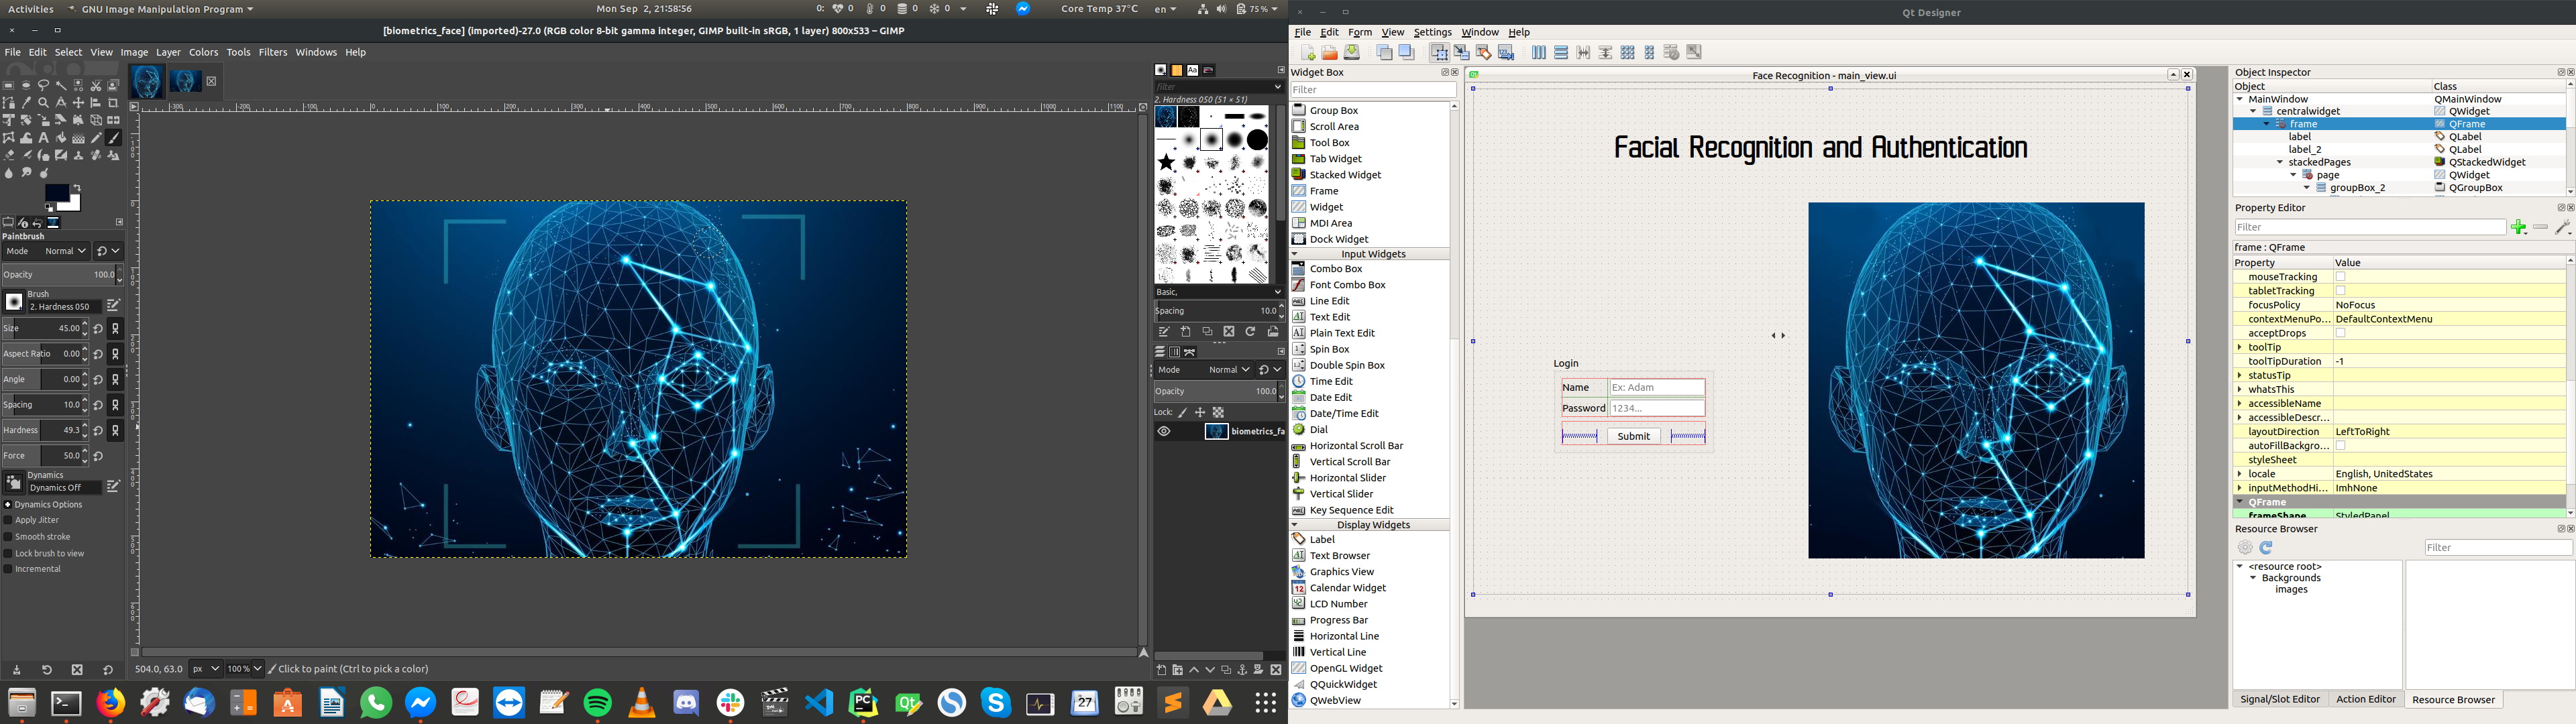 Activities GNU Image Manipulation Program Mon Sep 2, 21:58:56 0: 0 0 0 0 Core Temp 37°C en 75 %
[biometrics_face] (imported)-27.0 (RGB color 8-bit gamma integer, GIMP built-in sRGB, 1 layer) 800x533 – GIMP
File Edit Select View Image Layer Colors Tools Filters Windows Help
Paintbrush
Mode Normal
Opacity 100.0
Brush
2. Hardness 050
Size 45.00
Aspect Ratio 0.00
Angle 0.00
Spacing 10.0
Hardness 49.3
Force 50.0
Dynamics
Dynamics Off
Dynamics Options
Apply Jitter
Smooth stroke
Lock brush to view
Incremental
504.0, 63.0 px 100 % Click to paint (Ctrl to pick a color)
filter
2. Hardness 050 (51 × 51)
Basic,
Spacing 10.0
Mode Normal
Opacity 100.0
Lock:
biometrics_fa
Qt Designer
File Edit Form View Settings Window Help
Widget Box
Filter
Group Box
Scroll Area
Tool Box
Tab Widget
Stacked Widget
Frame
Widget
MDI Area
Dock Widget
Input Widgets
Combo Box
Font Combo Box
Line Edit
Text Edit
Plain Text Edit
Spin Box
Double Spin Box
Time Edit
Date Edit
Date/Time Edit
Dial
Horizontal Scroll Bar
Vertical Scroll Bar
Horizontal Slider
Vertical Slider
Key Sequence Edit
Display Widgets
Label
Text Browser
Graphics View
Calendar Widget
LCD Number
Progress Bar
Horizontal Line
Vertical Line
OpenGL Widget
QQuickWidget
QWebView
Face Recognition - main_view.ui
Facial Recognition and Authentication
Login
Name Ex: Adam
Password 1234...
Submit
Object Inspector
Object Class
MainWindow QMainWindow
centralwidget QWidget
frame QFrame
label QLabel
label_2 QLabel
stackedPages QStackedWidget
page QWidget
groupBox_2 QGroupBox
Property Editor
Filter
frame : QFrame
Property Value
mouseTracking
tabletTracking
focusPolicy NoFocus
contextMenuPo... DefaultContextMenu
acceptDrops
toolTip
toolTipDuration -1
statusTip
whatsThis
accessibleName
accessibleDescr...
layoutDirection LeftToRight
autoFillBackgro...
styleSheet
locale English, UnitedStates
inputMethodHi... ImhNone
QFrame
frameShape StyledPanel
Resource Browser
Filter
<resource root>
Backgrounds
images
Signal/Slot Editor Action Editor Resource Browser